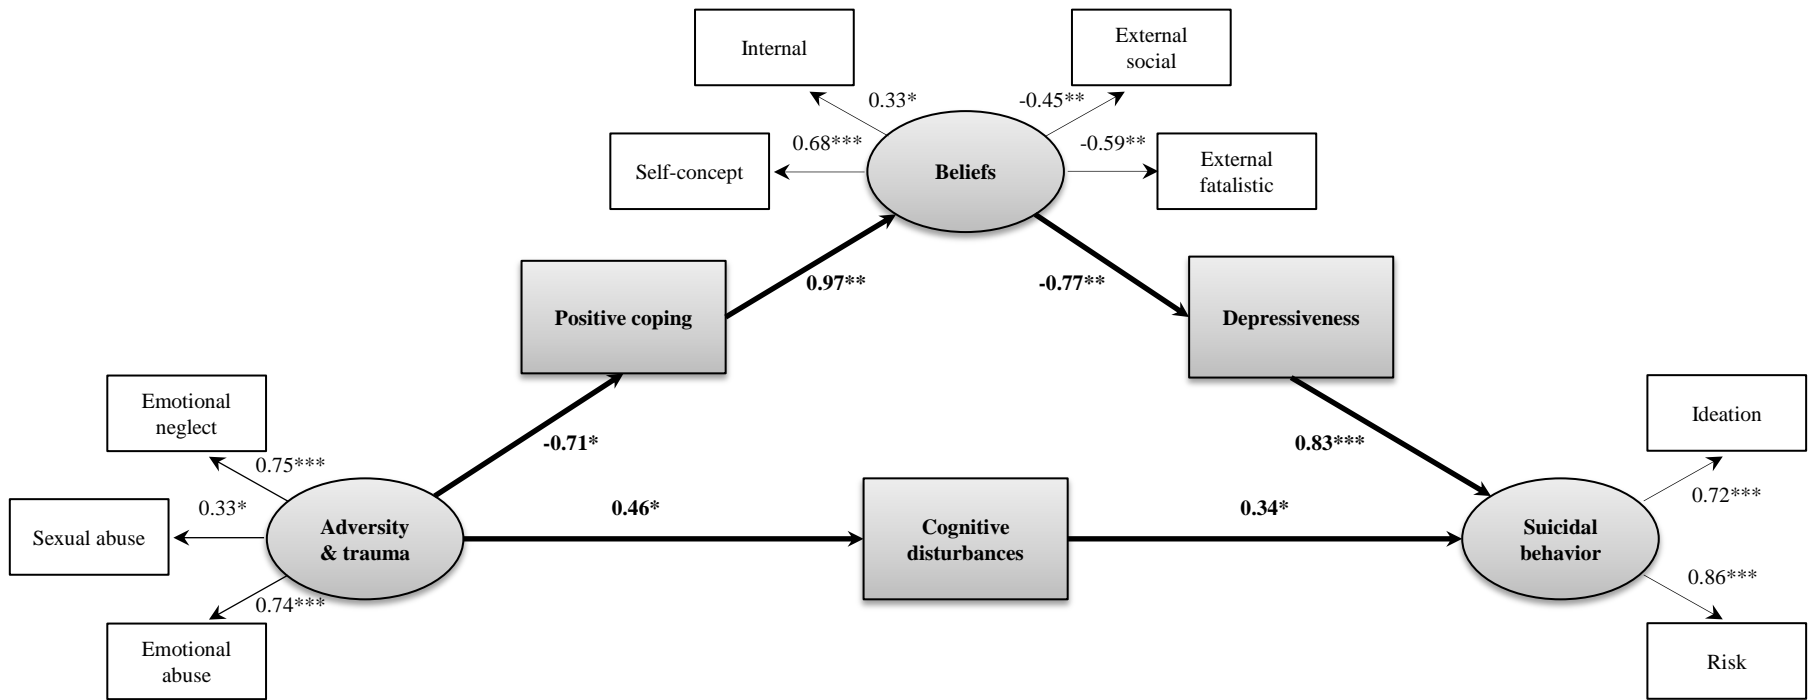 Internal
External
social
0.33*
-0.45**
0.68***
-0.59**
Self-concept
Beliefs
External
fatalistic
0.97**
-0.77**
Positive coping
Depressiveness
Emotional
neglect
Ideation
-0.71*
0.83***
0.75***
0.72***
0.33*
0.46*
0.34*
Sexual abuse
Adversity
& trauma
Cognitive
disturbances
Suicidal
behavior
0.74***
0.86***
Emotional
abuse
Risk